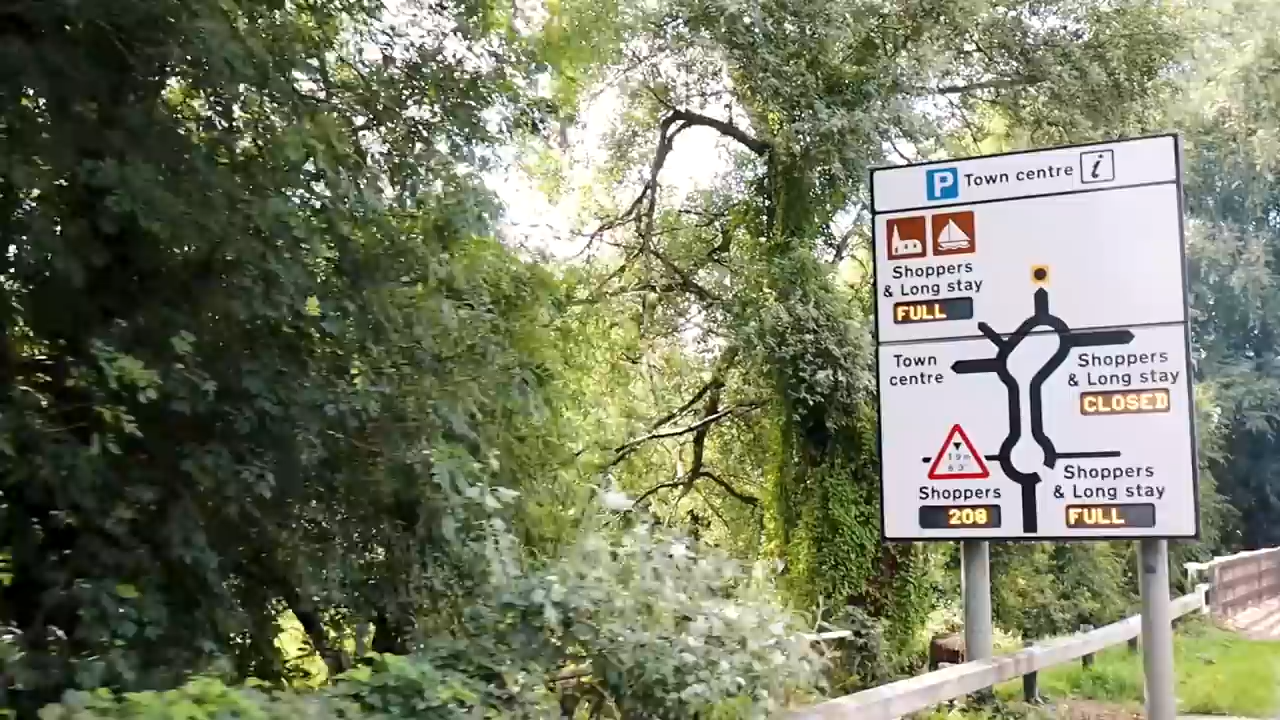 P Town centre i
Shoppers
& Long stay
FULL
Town
centre
Shoppers
& Long stay
CLOSED
Shoppers
208
Shoppers
& Long stay
FULL